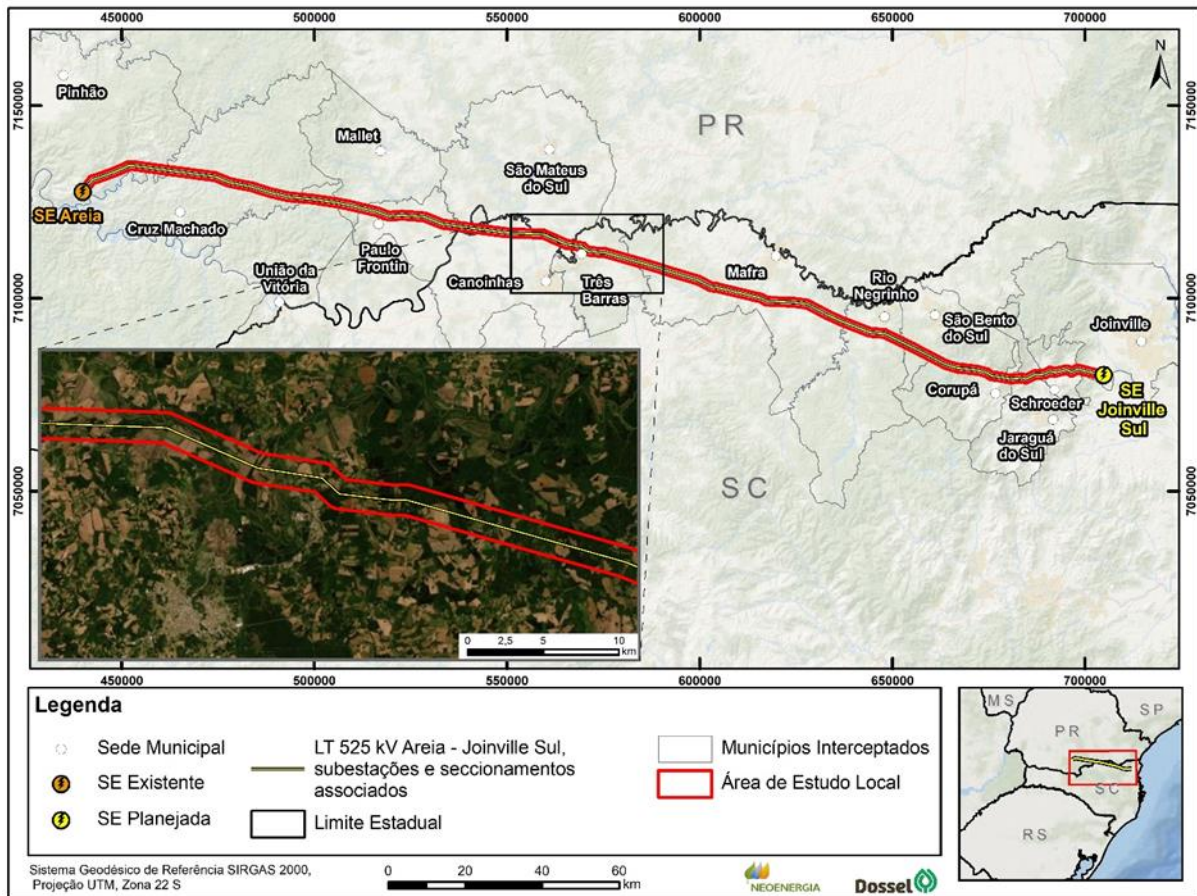 450000 500000 550000 600000 650000 700000
N
7150000
7100000
7050000
7150000
7100000
7050000
Pinhão
Mallet
São Mateus
do Sul
PR
SE Areia
Cruz Machado
União da
Vitória
Paulo
Frontin
Canoinhas
Três
Barras
Mafra
Rio
Negrinho
São Bento
do Sul
Joinville
Corupá
Schroeder
Jaraguá
do Sul
SE
Joinville
Sul
SC
0 2,5 5 10
km
450000 500000 550000 600000 650000 700000
Legenda
Sede Municipal
SE Existente
SE Planejada
LT 525 kV Areia - Joinville Sul,
subestações e seccionamentos
associados
Limite Estadual
Municípios Interceptados
Área de Estudo Local
MS
SP
PR
SC
RS
Sistema Geodésico de Referência SIRGAS 2000,
Projeção UTM, Zona 22 S
0 10 20 40 60
km
NEOENERGIA
Dossel